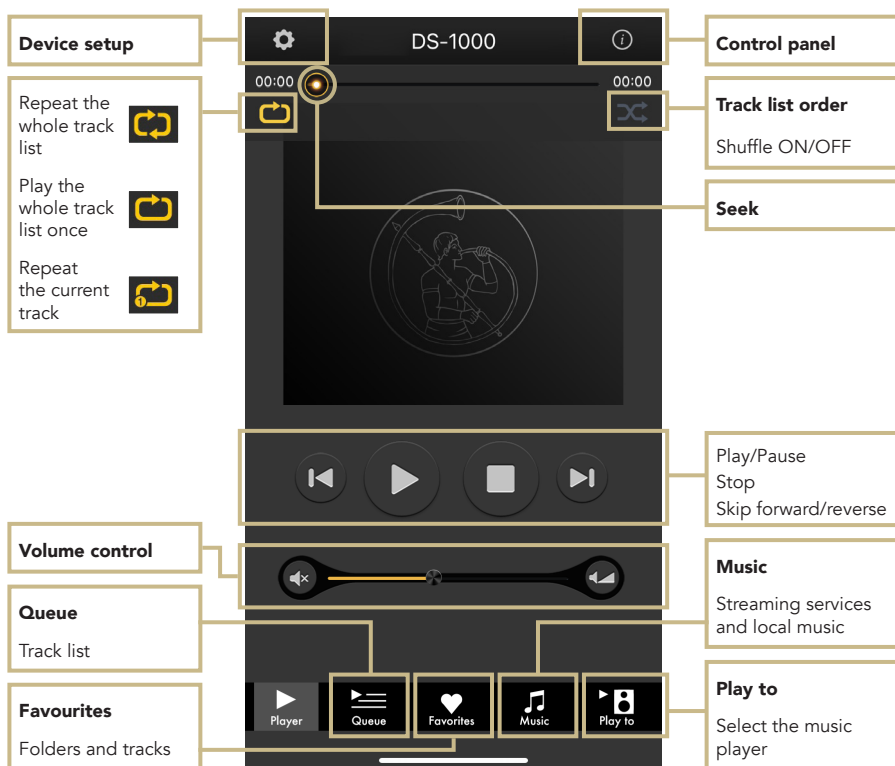 Device setup
DS-1000
Control panel
00:00
00:00
Repeat the
whole track
list
Play the
whole track
list once
Repeat
the current
track
1
Track list order
Shuffle ON/OFF
Seek
Play/Pause
Stop
Skip forward/reverse
Volume control
Queue
Track list
Favourites
Folders and tracks
Music
Streaming services
and local music
Play to
Select the music
player
Player
Queue
Favorites
Music
Play to